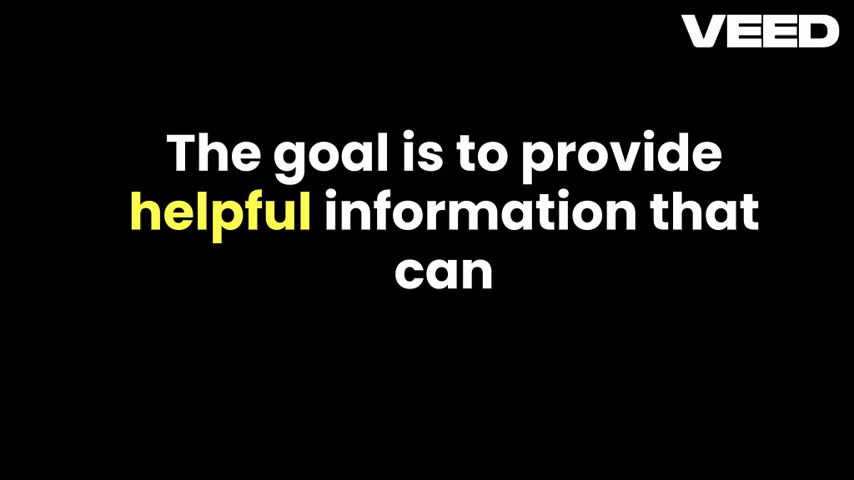 VEED
The goal is to provide
helpful information that
can